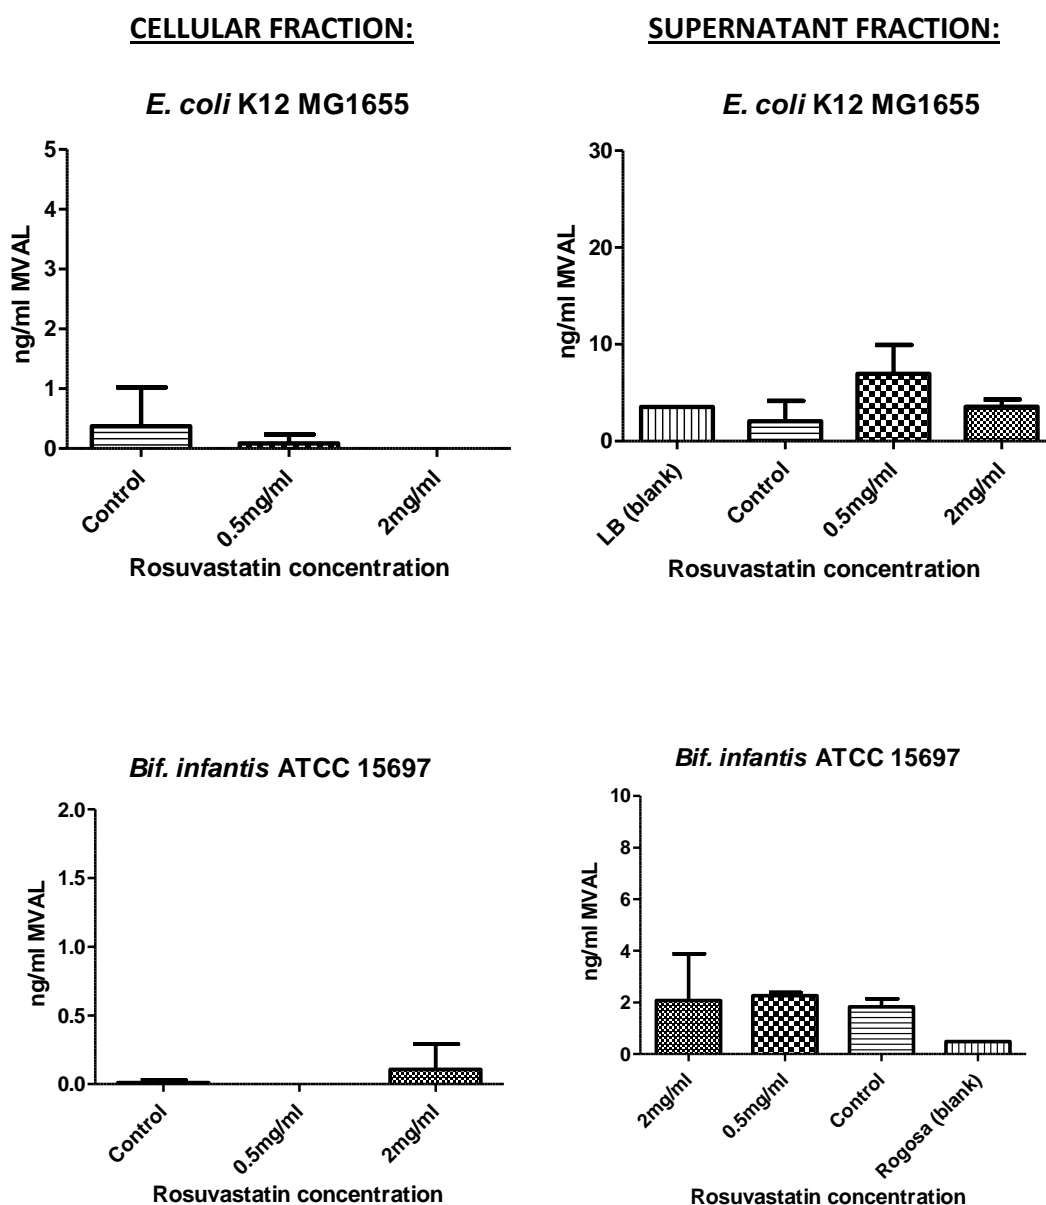 CELLULAR FRACTION:
SUPERNATANT FRACTION:
E. coli K12 MG1655
5
4
3
2
1
0
ng/ml MVAL
Control
0.5mg/ml
2mg/ml
Rosuvastatin concentration
E. coli K12 MG1655
30
20
10
0
ng/ml MVAL
LB (blank)
Control
0.5mg/ml
2mg/ml
Rosuvastatin concentration
Bif. infantis ATCC 15697
2.0
1.5
1.0
0.5
0.0
ng/ml MVAL
Control
0.5mg/ml
2mg/ml
Rosuvastatin concentration
Bif. infantis ATCC 15697
10
8
6
4
2
0
ng/ml MVAL
2mg/ml
0.5mg/ml
Control
Rogosa (blank)
Rosuvastatin concentration